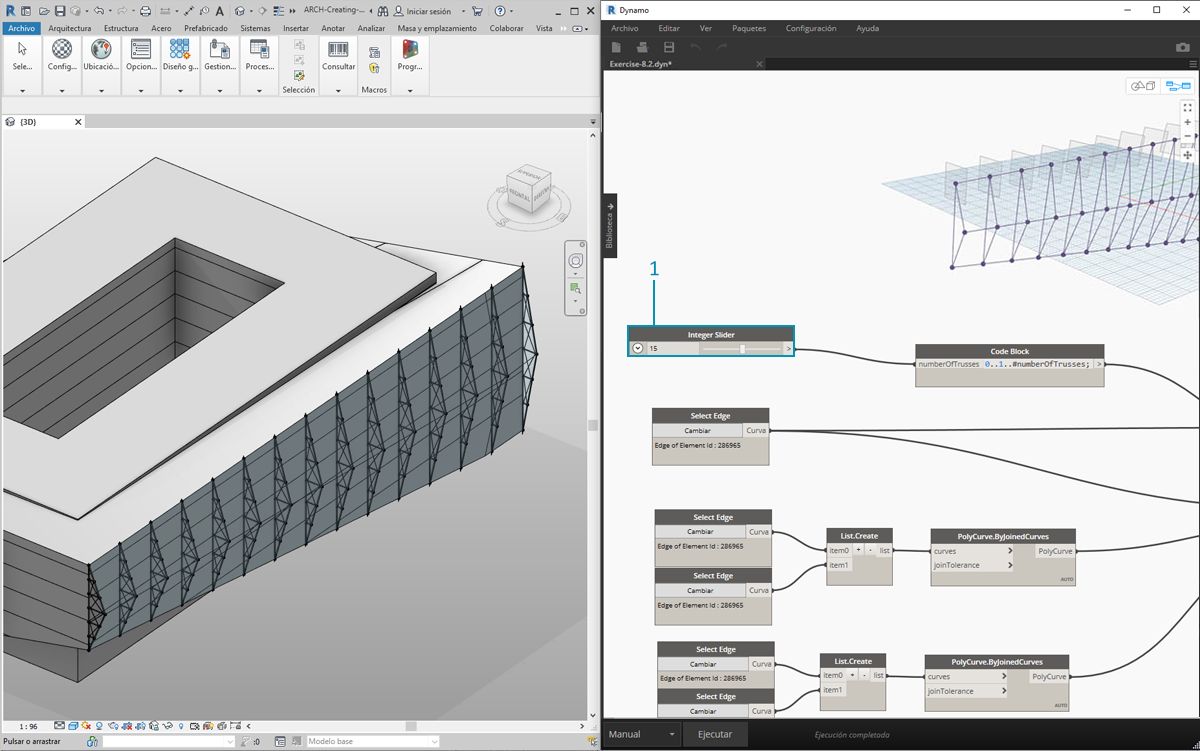 ARCH-Creating-...
Iniciar sesión
Archivo Arquitectura Estructura Acero Prefabricado Sistemas Insertar Anotar Analizar Masa y emplazamiento Colaborar Vista
Sele... Config... Ubicació... Opcion... Diseño g... Gestion... Proces... Consultar Progr...
Selección Macros
{3D}
FRONTAL
1 : 96
Pulsar o arrastrar
:0
Modelo base
Dynamo
Archivo Editar Ver Paquetes Configuración Ayuda
Exercise-8.2.dyn*
Biblioteca
1
Integer Slider
15 >
Code Block
numberOfTrusses 0..1..#numberOfTrusses; >
Select Edge
Cambiar Curva
Edge of Element Id : 286965
Select Edge
Cambiar Curva
Edge of Element Id : 286965
Select Edge
Cambiar Curva
Edge of Element Id : 286965
List.Create
item0 + - list
item1
PolyCurve.ByJoinedCurves
curves > PolyCurve
joinTolerance >
AUTO
Select Edge
Cambiar Curva
Edge of Element Id : 286965
Select Edge
Cambiar Curva
List.Create
item0 + - list
item1
PolyCurve.ByJoinedCurves
curves > PolyCurve
joinTolerance >
AUTO
Manual Ejecutar Ejecución completada